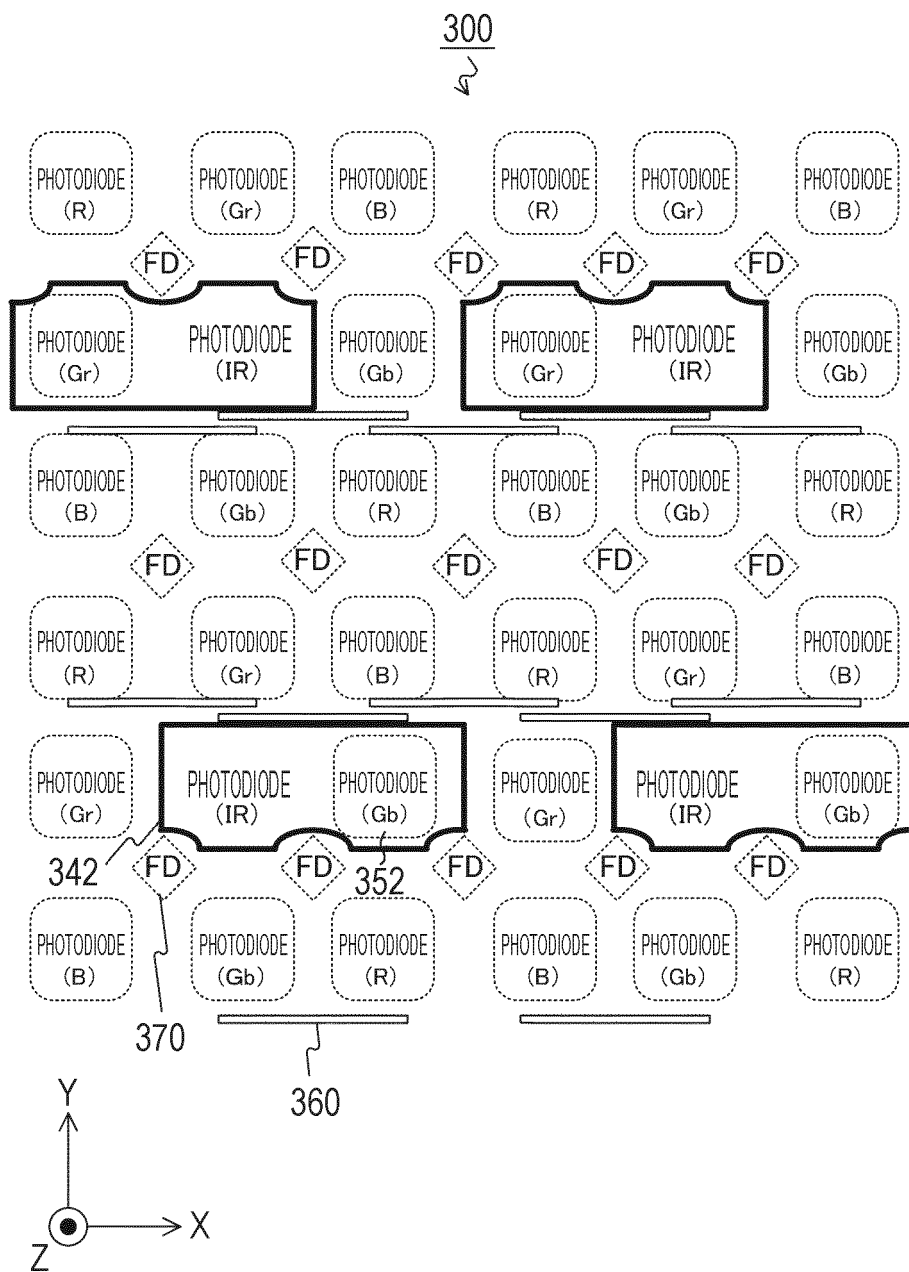 300
PHOTODIODE PHOTODIODE PHOTODIODE PHOTODIODE PHOTODIODE PHOTODIODE
(R) (Gr) (B) (R) (Gr) (B)
FD FD FD FD FD
PHOTODIODE PHOTODIODE PHOTODIODE PHOTODIODE PHOTODIODE PHOTODIODE
(Gr) (IR) (Gb) (Gr) (IR) (Gb)
PHOTODIODE PHOTODIODE PHOTODIODE PHOTODIODE PHOTODIODE PHOTODIODE
(B) (Gb) (R) (B) (Gb) (R)
FD FD FD FD FD
PHOTODIODE PHOTODIODE PHOTODIODE PHOTODIODE PHOTODIODE PHOTODIODE
(R) (Gr) (B) (R) (Gr) (B)
PHOTODIODE PHOTODIODE PHOTODIODE PHOTODIODE PHOTODIODE PHOTODIODE
(Gr) (IR) (Gb) (Gr) (IR) (Gb)
342 FD FD 352 FD FD FD
PHOTODIODE PHOTODIODE PHOTODIODE PHOTODIODE PHOTODIODE PHOTODIODE
(B) (Gb) (R) (B) (Gb) (R)
370 360
Y
X
Z